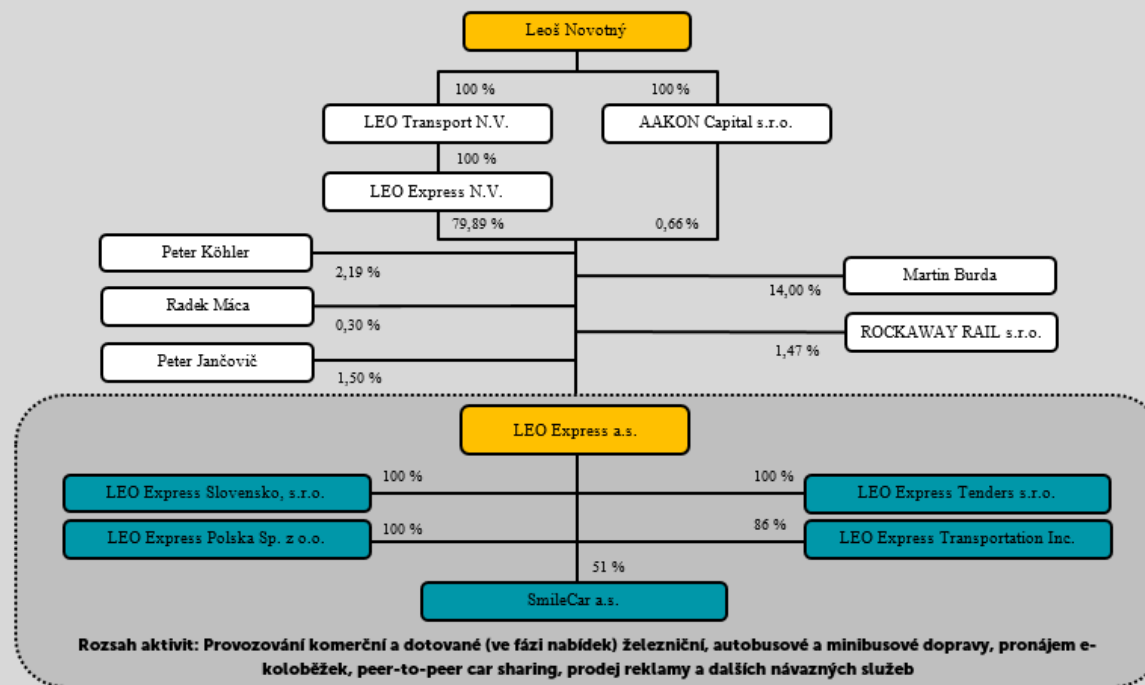 Leoš Novotný
100 %
100 %
LEO Transport N.V.
AAKON Capital s.r.o.
100 %
LEO Express N.V.
79,89 %
0,66 %
Peter Köhler
2,19 %
Martin Burda
14,00 %
Radek Máca
0,30 %
ROCKAWAY RAIL s.r.o.
1,47 %
Peter Jančovič
1,50 %
LEO Express a.s.
100 %
100 %
LEO Express Slovensko, s.r.o.
LEO Express Tenders s.r.o.
100 %
86 %
LEO Express Polska Sp. z o.o.
LEO Express Transportation Inc.
51 %
SmileCar a.s.
Rozsah aktivit: Provozování komerční a dotované (ve fázi nabídek) železniční, autobusové a minibusové dopravy, pronájem e-
koloběžek, peer-to-peer car sharing, prodej reklamy a dalších návazných služeb